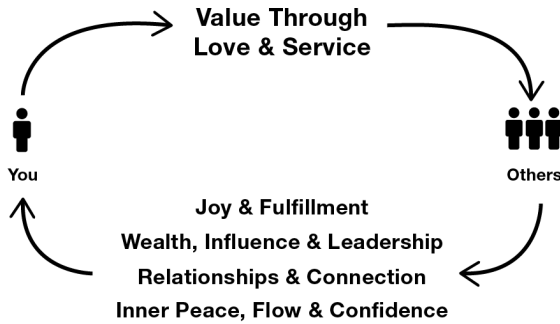 Value Through
Love & Service
You
Others
Joy & Fulfillment
Wealth, Influence & Leadership
Relationships & Connection
Inner Peace, Flow & Confidence